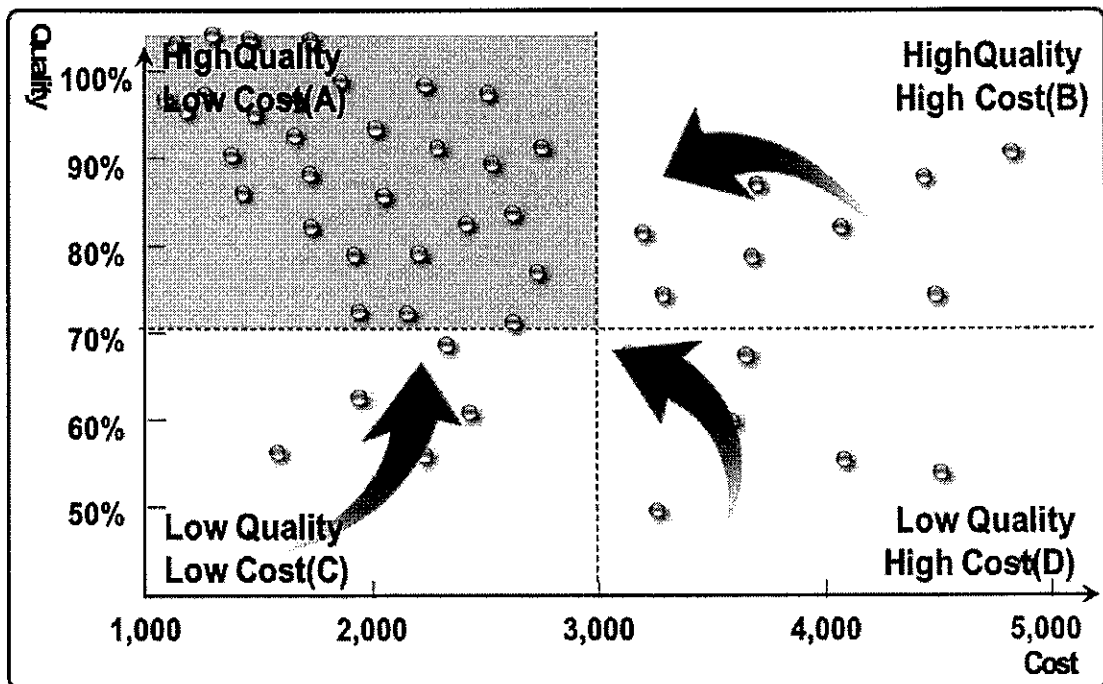 Quality
100%
90%
80%
70%
60%
50%
HighQuality
Low Cost(A)
HighQuality
High Cost(B)
Low Quality
Low Cost(C)
Low Quality
High Cost(D)
1,000
2,000
3,000
4,000
5,000
Cost